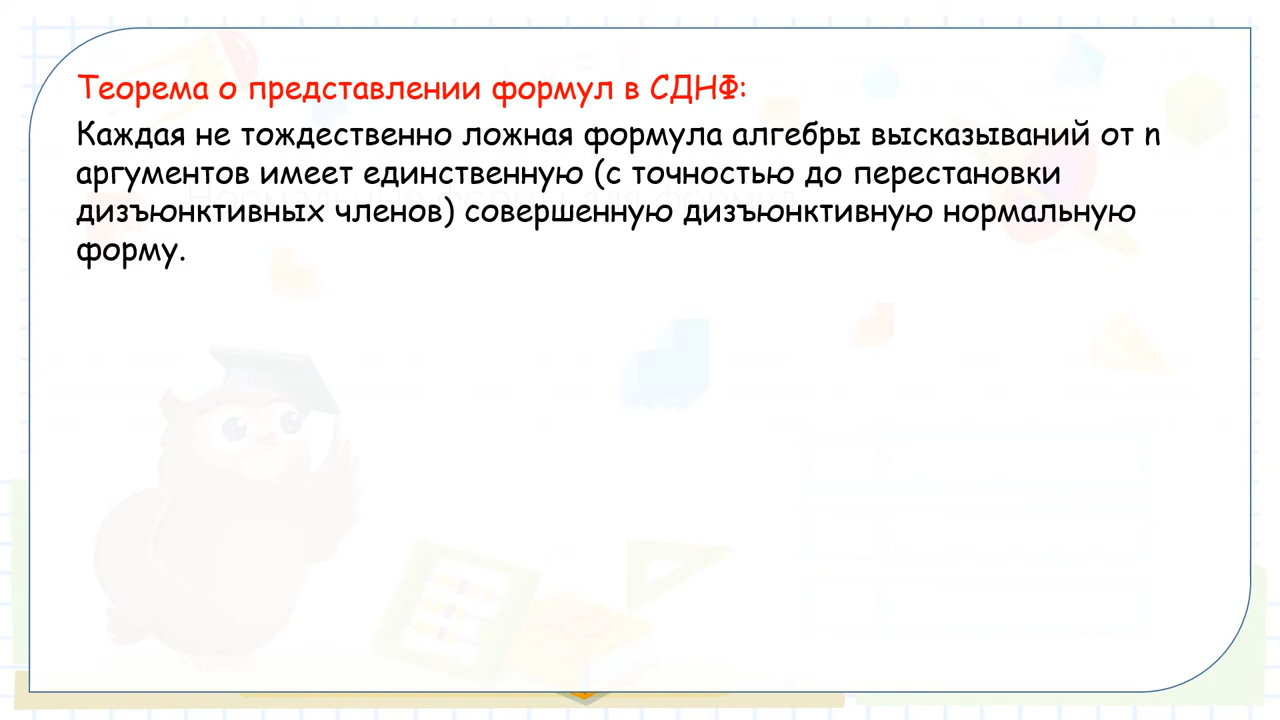 Теорема о представлении формул в СДНФ:
Каждая не тождественно ложная формула алгебры высказываний от n
аргументов имеет единственную (с точностью до перестановки
дизъюнктивных членов) совершенную дизъюнктивную нормальную
форму.